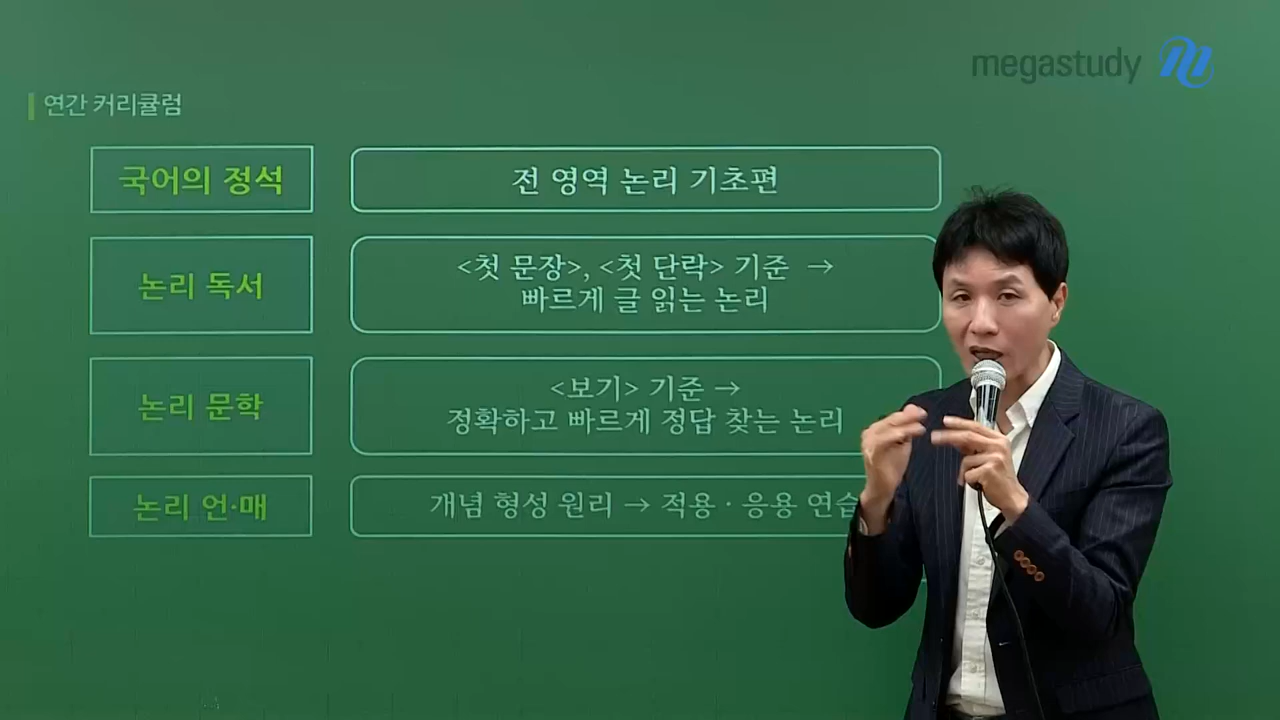 megastudy
연간 커리큘럼
국어의 정석
전 영역 논리 기초편
논리 독서
<첫 문장>, <첫 단락> 기준 →
빠르게 글 읽는 논리
논리 문학
<보기> 기준 →
정확하고 빠르게 정답 찾는 논리
논리 언·매
개념 형성 원리 → 적용 · 응용 연습